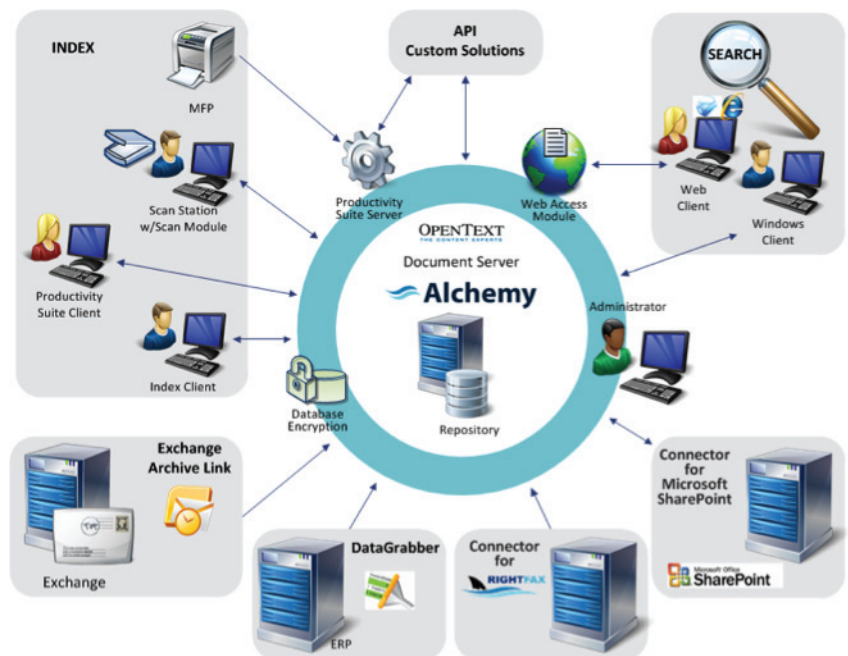 INDEX
MFP
Scan Station
w/Scan Module
Productivity
Suite Client
Index Client
API
Custom Solutions
Productivity
Suite Server
Web Access
Module
SEARCH
Web
Client
Windows
Client
OPENTEXT
THE CONTENT EXPERTS
Document Server
Alchemy
Repository
Administrator
Database
Encryption
Exchange
Archive Link
Exchange
DataGrabber
ERP
Connector
for
RIGHTFAX
Connector
for
Microsoft
SharePoint
Microsoft Office
SharePoint